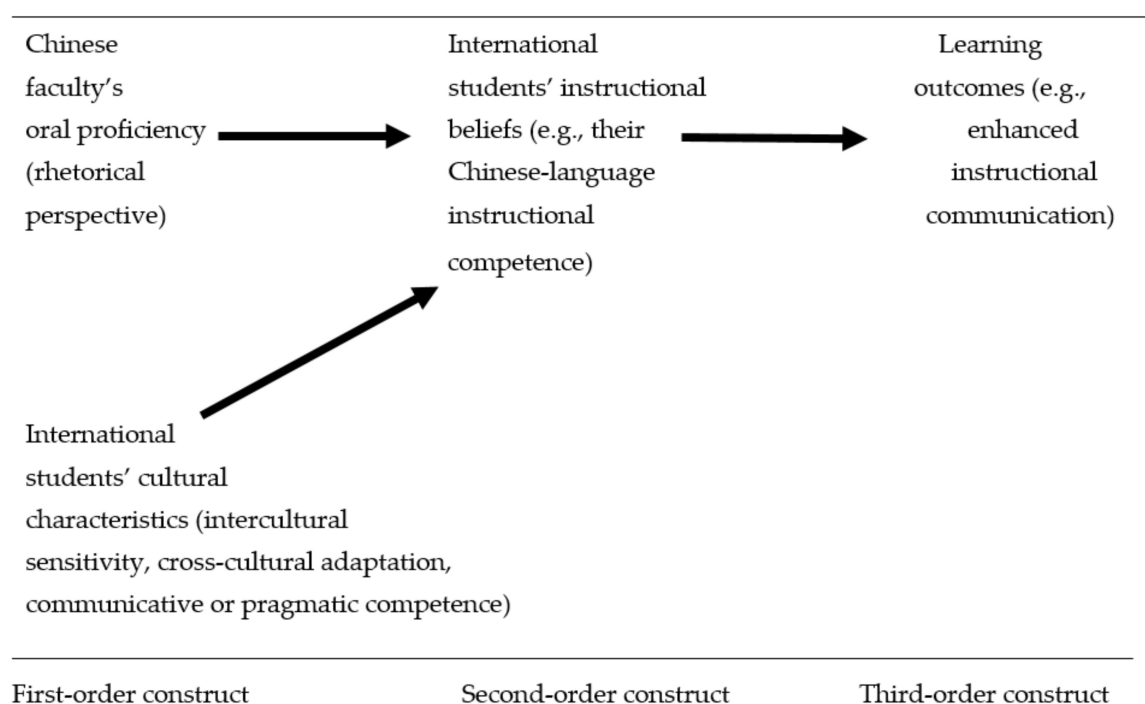 Chinese
faculty’s
oral proficiency
(rhetorical
perspective)
International
students’ instructional
beliefs (e.g., their
Chinese-language
instructional
competence)
Learning
outcomes (e.g.,
enhanced
instructional
communication)
International
students’ cultural
characteristics (intercultural
sensitivity, cross-cultural adaptation,
communicative or pragmatic competence)
First-order construct
Second-order construct
Third-order construct